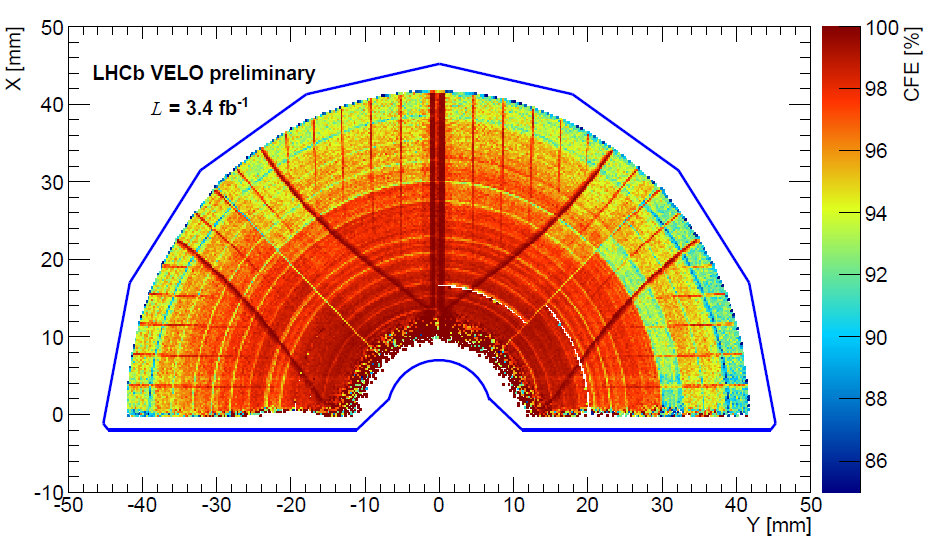 X [mm]
50
40
30
20
10
0
-10
LHCb VELO preliminary
L = 3.4 fb-1
-50 -40 -30 -20 -10 0 10 20 30 40 50
Y [mm]
100
98
96
94
92
90
88
86
CFE [%]